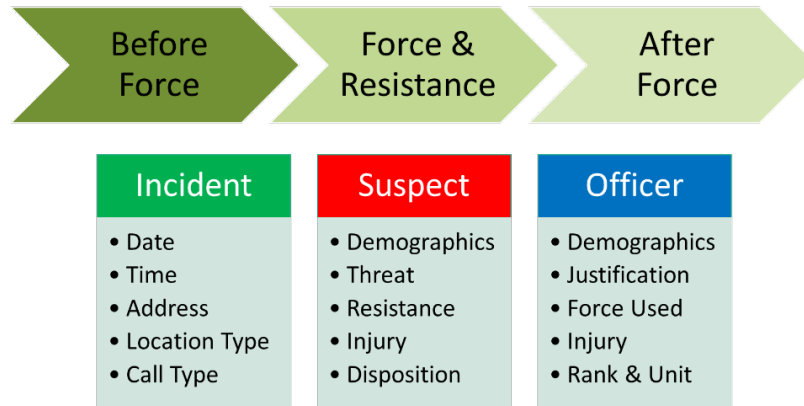 Before
Force
Force &
Resistance
After
Force
Incident
• Date
• Time
• Address
• Location Type
• Call Type
Suspect
• Demographics
• Threat
• Resistance
• Injury
• Disposition
Officer
• Demographics
• Justification
• Force Used
• Injury
• Rank & Unit